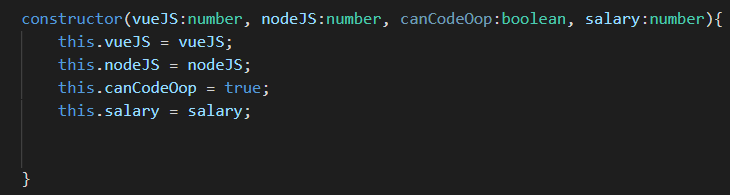 constructor(vueJS:number, nodeJS:number, canCodeOop:boolean, salary:number){
this.vueJS = vueJS;
this.nodeJS = nodeJS;
this.canCodeOop = true;
this.salary = salary;
}